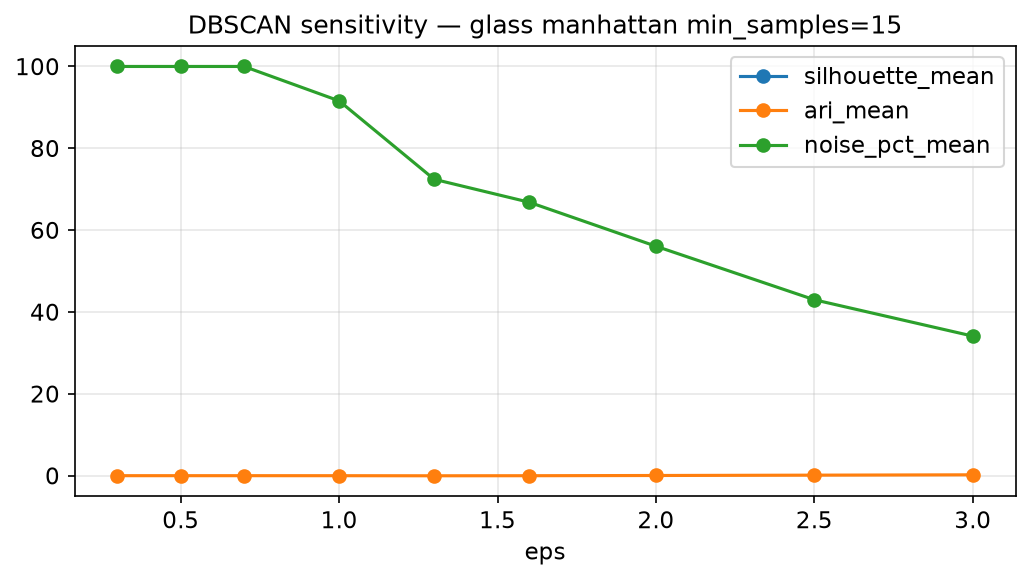 DBSCAN sensitivity — glass manhattan min_samples=15
silhouette_mean
ari_mean
noise_pct_mean
100
80
60
40
20
0
0.5 1.0 1.5 2.0 2.5 3.0
eps